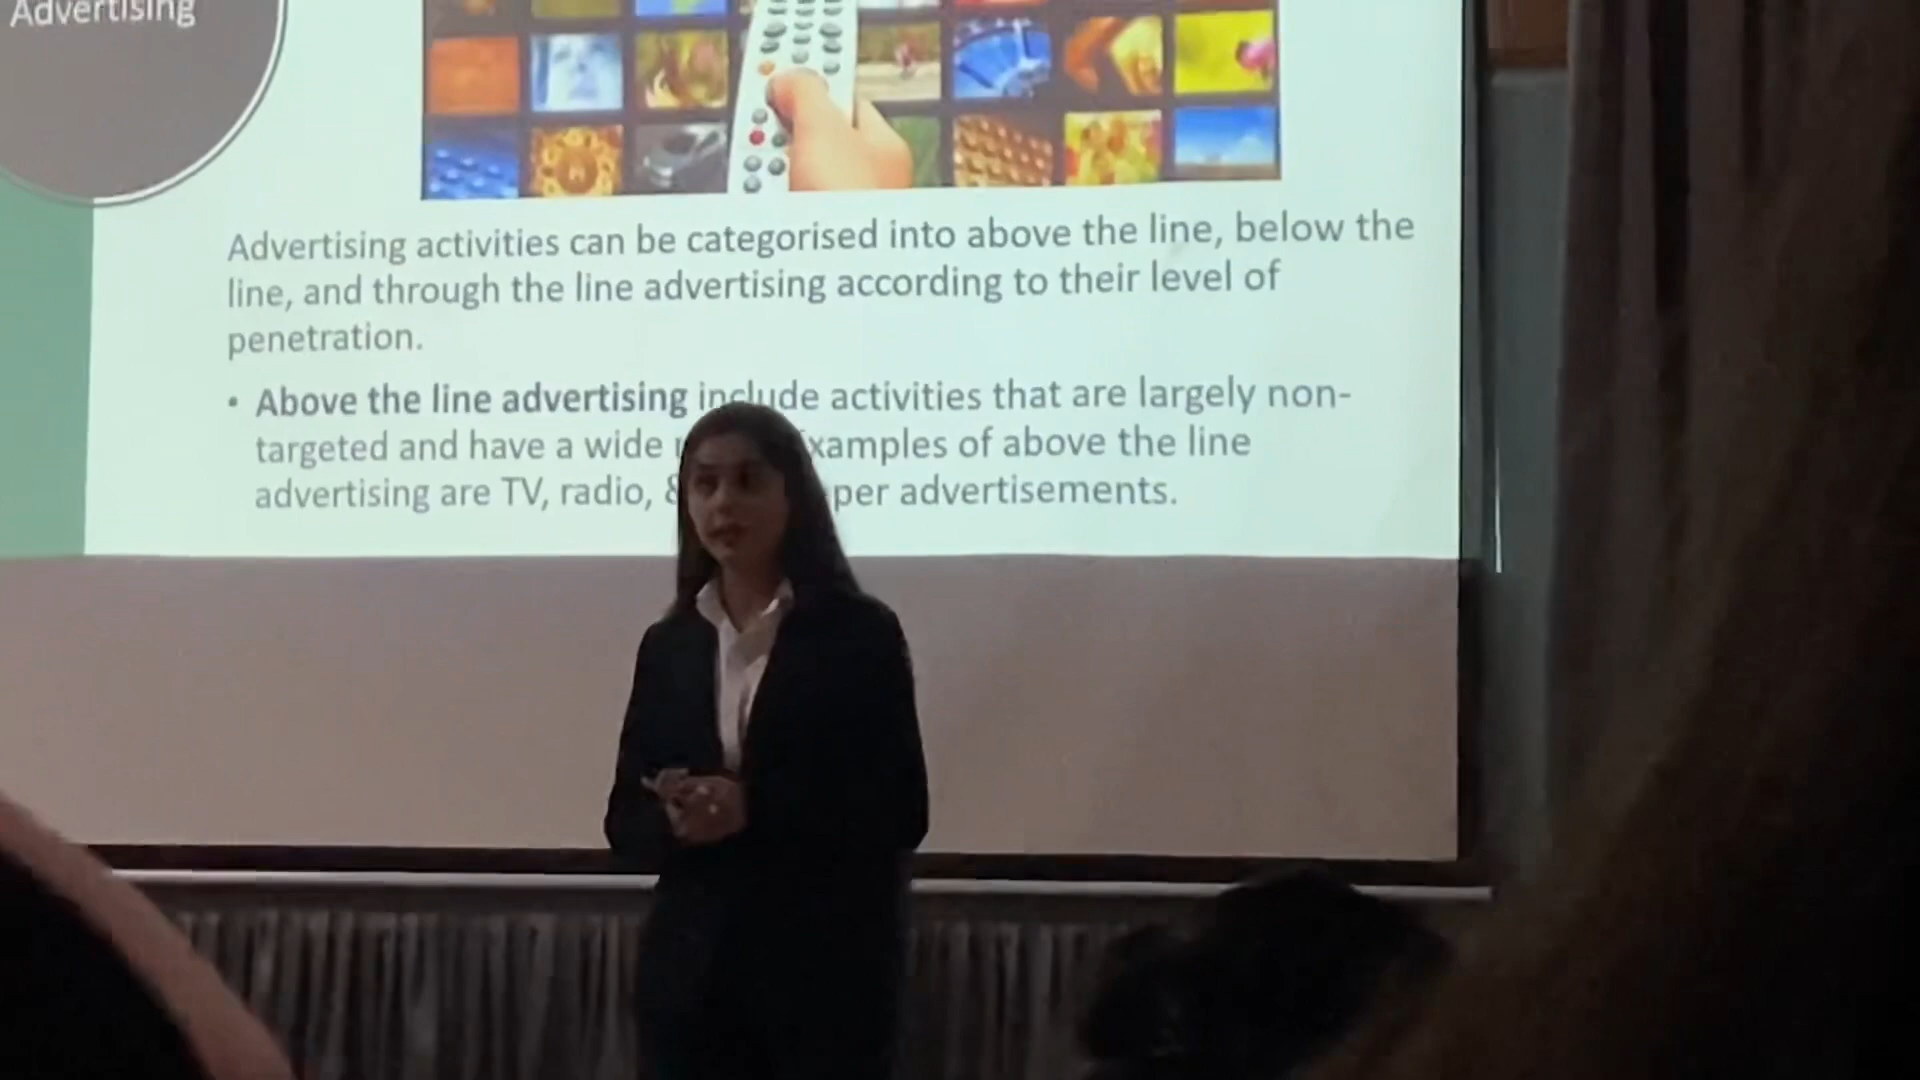 Advertising
Advertising activities can be categorised into above the line, below the
line, and through the line advertising according to their level of
penetration.
• Above the line advertising include activities that are largely non-
targeted and have a wide xamples of above the line
advertising are TV, radio, & per advertisements.